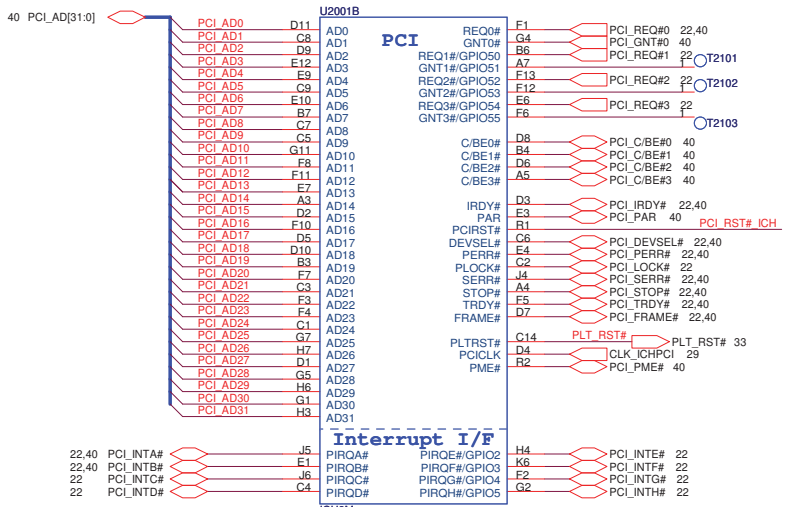 U2001B
PCI
40 PCI_AD[31:0]
PCI_AD0 D11 AD0
PCI_AD1 C8 AD1
PCI_AD2 D9 AD2
PCI_AD3 E12 AD3
PCI_AD4 E9 AD4
PCI_AD5 C9 AD5
PCI_AD6 E10 AD6
PCI_AD7 B7 AD7
PCI_AD8 C7 AD8
PCI_AD9 C5 AD9
PCI_AD10 G11 AD10
PCI_AD11 F8 AD11
PCI_AD12 F11 AD12
PCI_AD13 E7 AD13
PCI_AD14 A3 AD14
PCI_AD15 D2 AD15
PCI_AD16 F10 AD16
PCI_AD17 D5 AD17
PCI_AD18 D10 AD18
PCI_AD19 B3 AD19
PCI_AD20 F7 AD20
PCI_AD21 C3 AD21
PCI_AD22 F3 AD22
PCI_AD23 F4 AD23
PCI_AD24 C1 AD24
PCI_AD25 G7 AD25
PCI_AD26 H7 AD26
PCI_AD27 D1 AD27
PCI_AD28 G5 AD28
PCI_AD29 H6 AD29
PCI_AD30 G1 AD30
PCI_AD31 H3 AD31
REQ0# F1 PCI_REQ#0 22,40
GNT0# G4 PCI_GNT#0 40
REQ1#/GPIO50 B6 PCI_REQ#1 22
GNT1#/GPIO51 A7 1 T2101
REQ2#/GPIO52 F13 PCI_REQ#2 22
GNT2#/GPIO53 F12 1 T2102
REQ3#/GPIO54 E6 PCI_REQ#3 22
GNT3#/GPIO55 F6 1 T2103
C/BE0# D8 PCI_C/BE#0 40
C/BE1# B4 PCI_C/BE#1 40
C/BE2# D6 PCI_C/BE#2 40
C/BE3# A5 PCI_C/BE#3 40
IRDY# D3 PCI_IRDY# 22,40
PAR E3 PCI_PAR 40
PCIRST# R1 PCI_RST#_ICH
DEVSEL# C6 PCI_DEVSEL# 22,40
PERR# E4 PCI_PERR# 22,40
PLOCK# C2 PCI_LOCK# 22
SERR# J4 PCI_SERR# 22,40
STOP# A4 PCI_STOP# 22,40
TRDY# F5 PCI_TRDY# 22,40
FRAME# D7 PCI_FRAME# 22,40
PLTRST# C14 PLT_RST# PLT_RST# 33
PCICLK D4 CLK_ICHPCI 29
PME# R2 PCI_PME# 40
Interrupt I/F
22,40 PCI_INTA# J5 PIRQA# PIRQE#/GPIO2 H4 PCI_INTE# 22
22,40 PCI_INTB# E1 PIRQB# PIRQF#/GPIO3 K6 PCI_INTF# 22
22 PCI_INTC# J6 PIRQC# PIRQG#/GPIO4 F2 PCI_INTG# 22
22 PCI_INTD# C4 PIRQD# PIRQH#/GPIO5 G2 PCI_INTH# 22